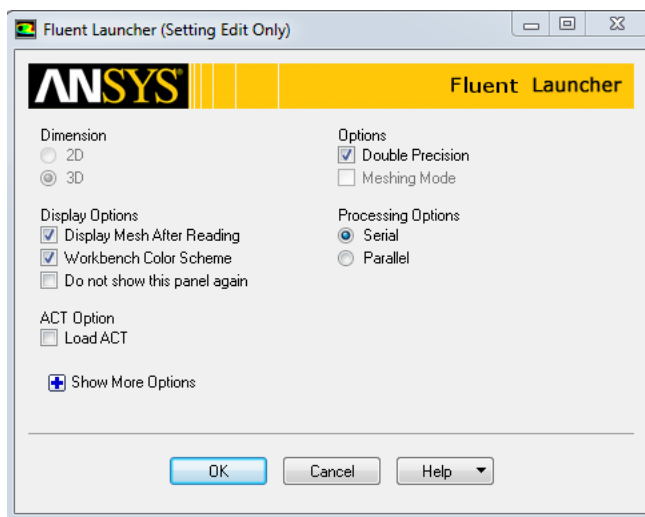 Fluent Launcher (Setting Edit Only)
ANSYS
Fluent Launcher
Dimension
2D
3D
Options
Double Precision
Meshing Mode
Display Options
Display Mesh After Reading
Workbench Color Scheme
Do not show this panel again
Processing Options
Serial
Parallel
ACT Option
Load ACT
Show More Options
OK
Cancel
Help